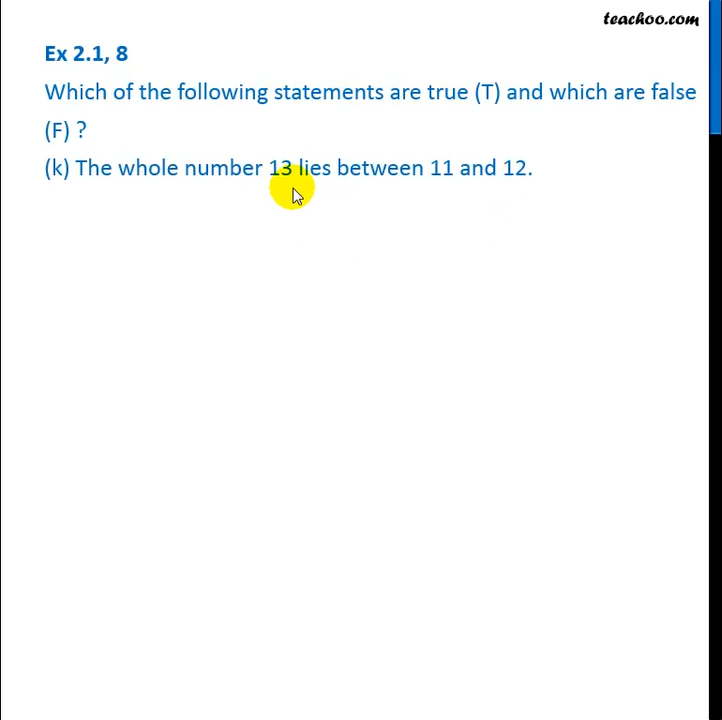 teachoo.com
Ex 2.1, 8
Which of the following statements are true (T) and which are false
(F) ?
(k) The whole number 13 lies between 11 and 12.